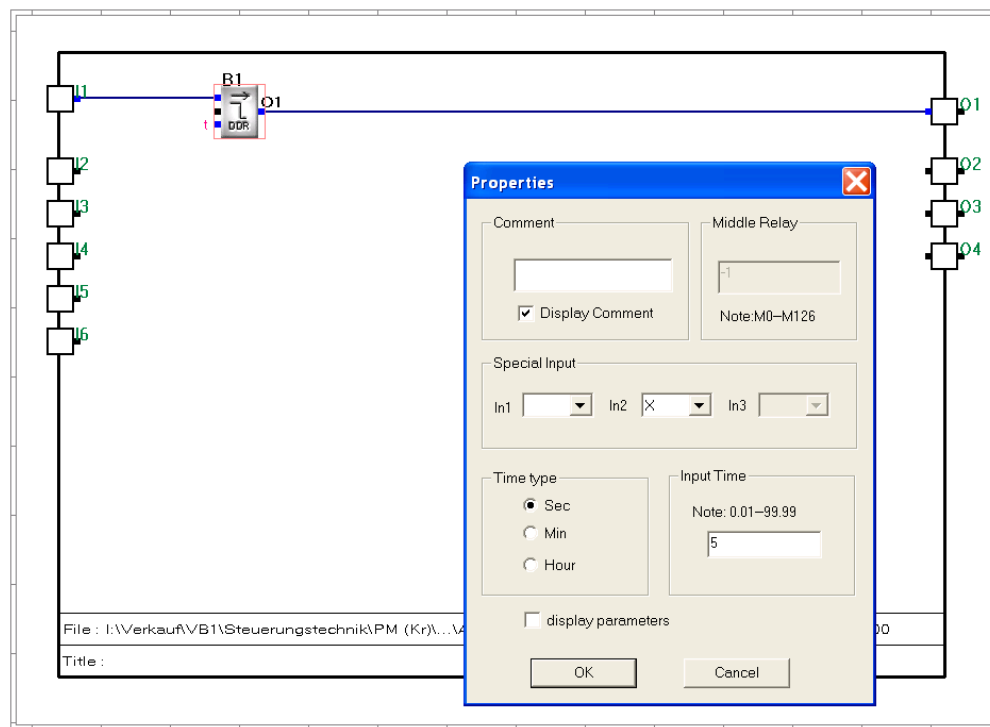 B1
I1
O1
O1
t
DDR
I2
O2
I3
O3
I4
O4
I5
I6
Properties
Comment
Middle Relay
-1
Display Comment
Note:M0-M126
Special Input
In1
In2
X
In3
Time type
Input Time
Sec
Note: 0.01-99.99
Min
5
Hour
display parameters
File : I:\Verkauf\VB1\Steuerungstechnik\PM (Kr)\...\
00
Title :
OK
Cancel